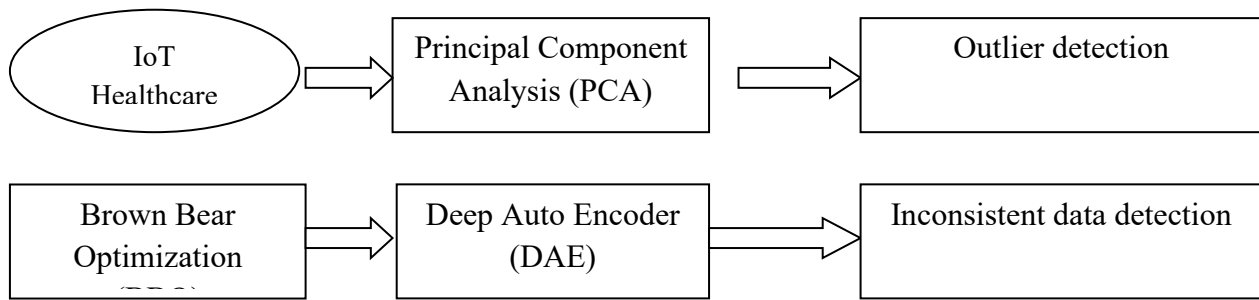 IoT
Healthcare
Principal Component
Analysis (PCA)
Outlier detection
Brown Bear
Optimization
Deep Auto Encoder
(DAE)
Inconsistent data detection